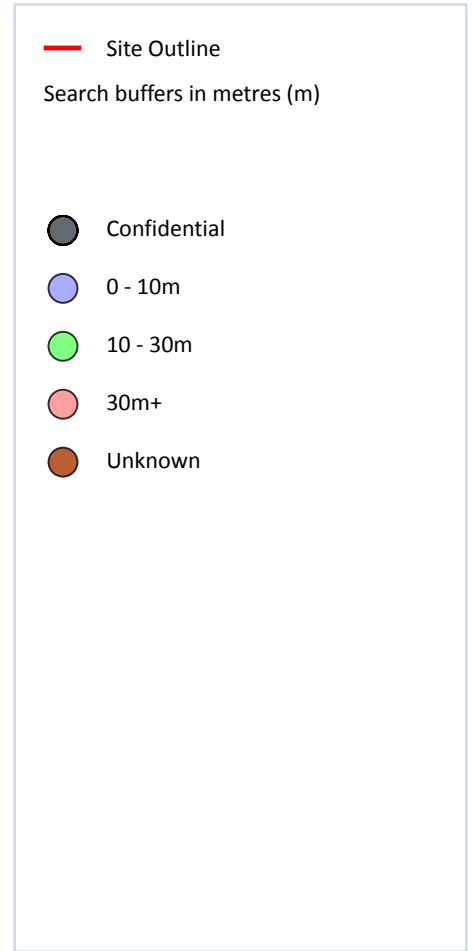 Site Outline
Search buffers in metres (m)
Confidential
0 - 10m
10 - 30m
30m+
Unknown